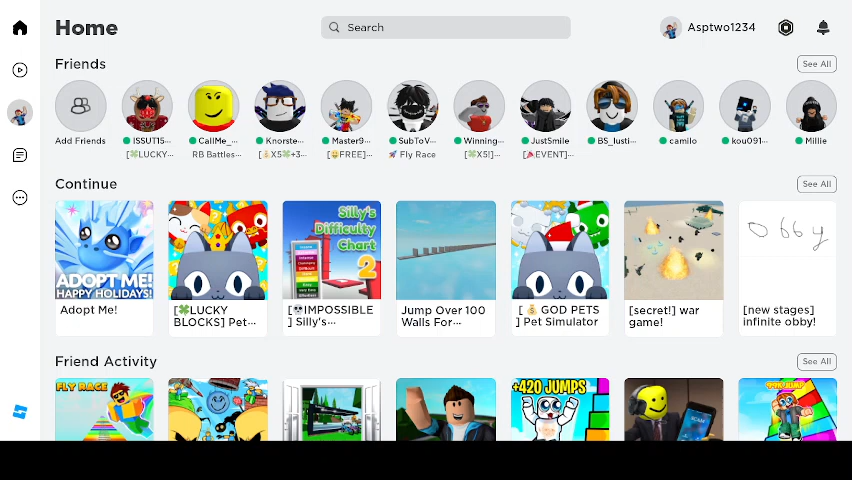 Home
Search
Asptwo1234
Friends
See All
Add Friends
ISSUT15...
CallMe_...
Knorste...
Master9...
SubToV...
Winning...
JustSmile
BS_lusti...
camilo
kou091...
Millie
[🍀LUCKY...
RB Battles...
[💰X5🍀+3...
[😀FREE]...
🚀 Fly Race
[🍀X5!]...
[🎉EVENT]...
Continue
See All
ADOPT ME!
HAPPY HOLIDAYS!
Silly's
Difficulty
Chart
2
Obby
Adopt Me!
[🍀LUCKY
BLOCKS] Pet...
[💀IMPOSSIBLE
] Silly's...
Jump Over 100
Walls For...
[💰 GOD PETS
] Pet Simulator
[secret!] war
game!
[new stages]
infinite obby!
Friend Activity
See All
FLY RACE
+420 JUMPS